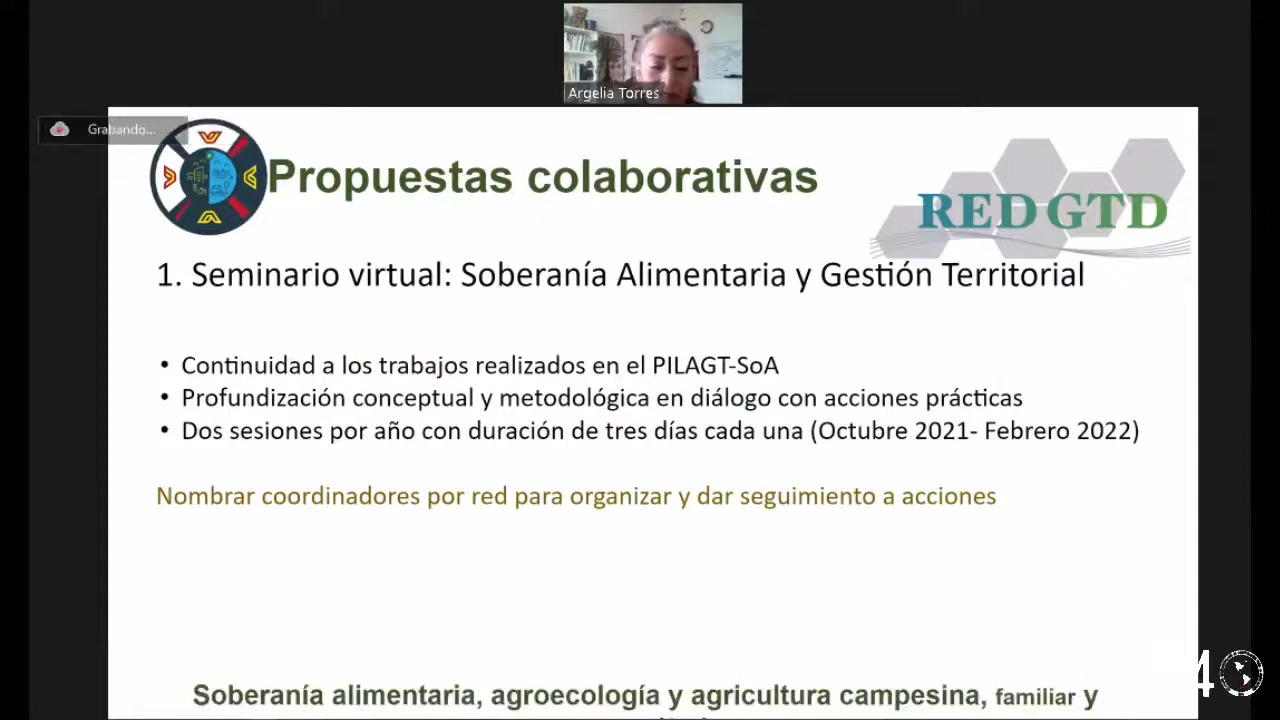 Argelia Torres
Grabando...
Propuestas colaborativas
RED GTD
1. Seminario virtual: Soberanía Alimentaria y Gestión Territorial
• Continuidad a los trabajos realizados en el PILAGT-SoA
• Profundización conceptual y metodológica en diálogo con acciones prácticas
• Dos sesiones por año con duración de tres días cada una (Octubre 2021- Febrero 2022)
Nombrar coordinadores por red para organizar y dar seguimiento a acciones
4
Soberanía alimentaria, agroecología y agricultura campesina, familiar y